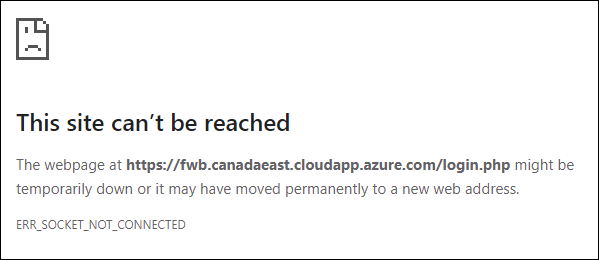 This site can’t be reached
The webpage at https://fwb.canadaeast.cloudapp.azure.com/login.php might be
temporarily down or it may have moved permanently to a new web address.
ERR_SOCKET_NOT_CONNECTED